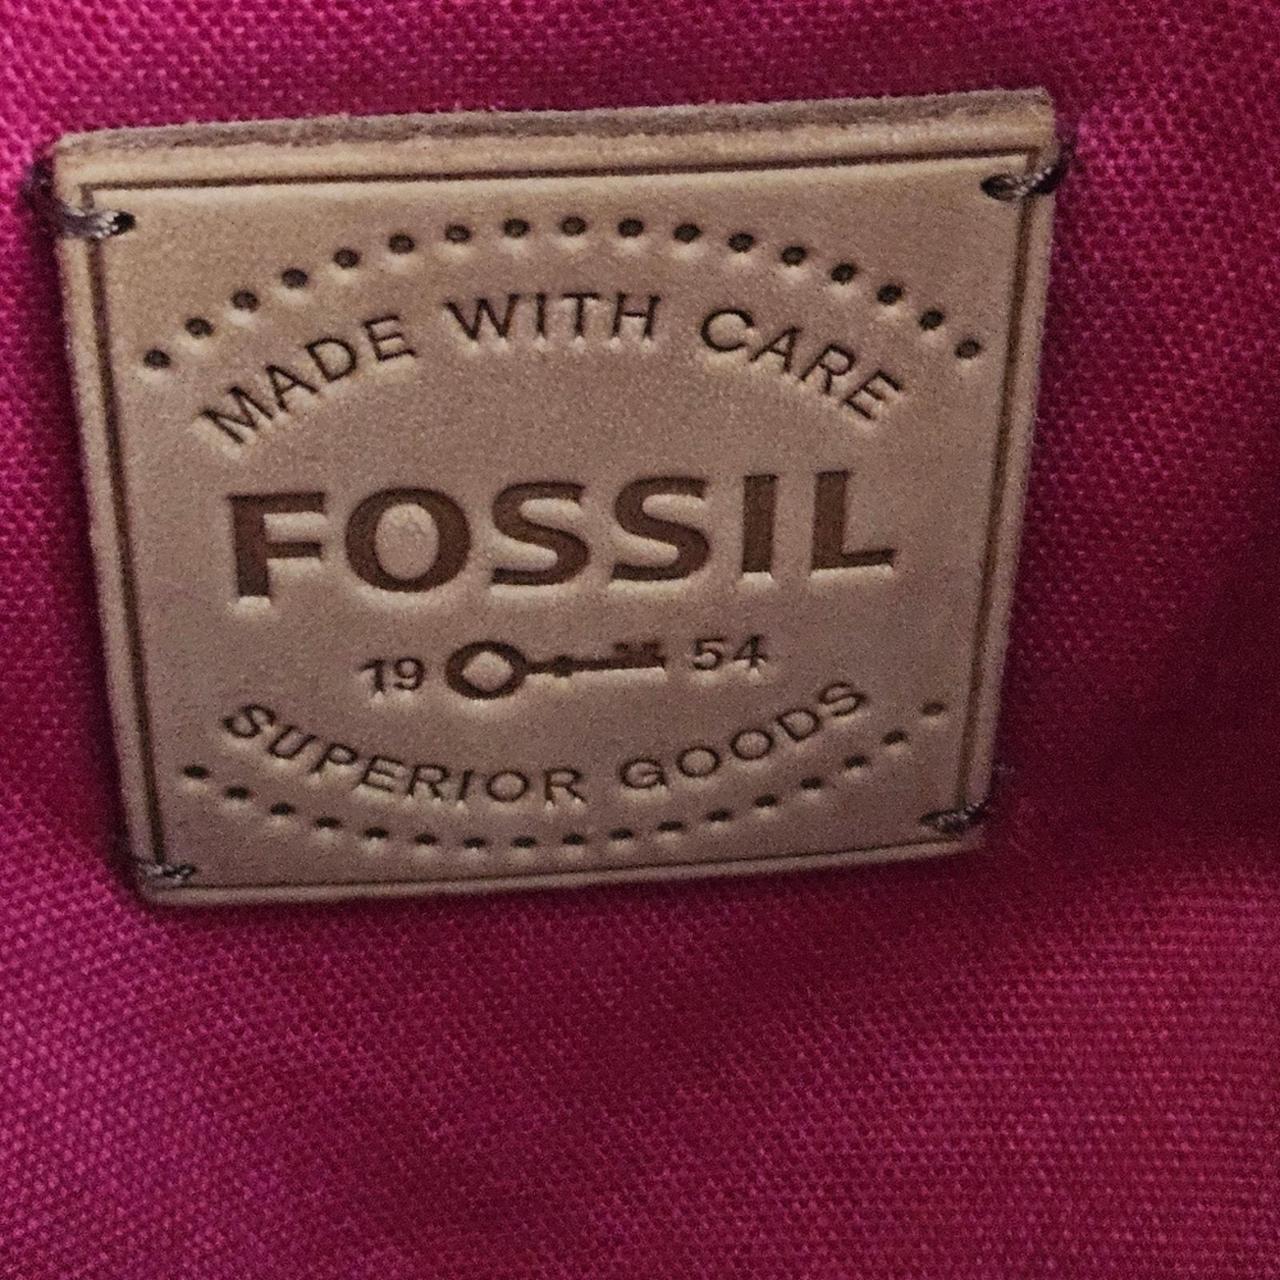 MADE WITH CARE
FOSSIL
19 54
SUPERIOR GOODS